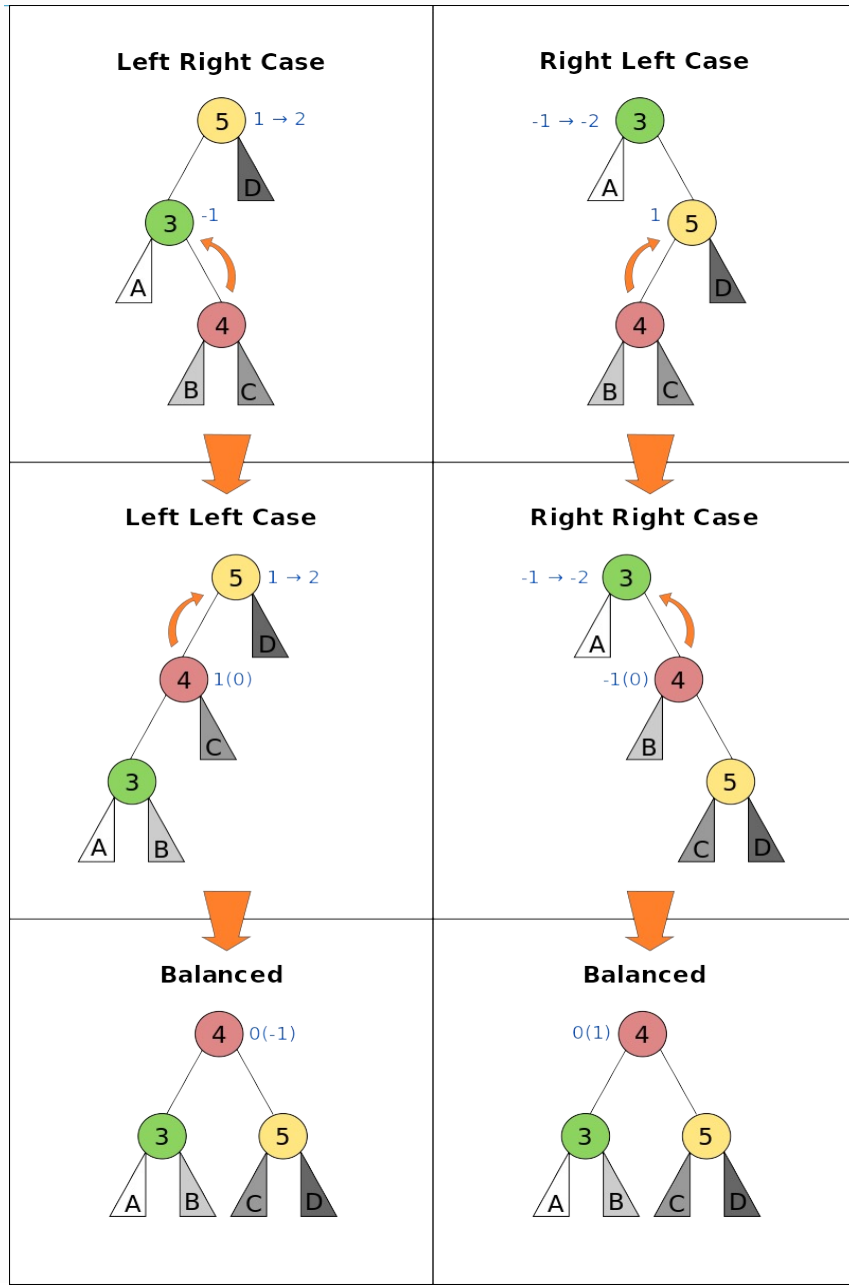 Left Right Case
5 1 → 2
D
3 -1
A
4
B C
Right Left Case
-1 → -2 3
A
1 5
D
4
B C
Left Left Case
5 1 → 2
D
4 1(0)
C
3
A B
Right Right Case
-1 → -2 3
A
-1(0) 4
B
5
C D
Balanced
4 0(-1)
3 5
A B C D
Balanced
0(1) 4
3 5
A B C D